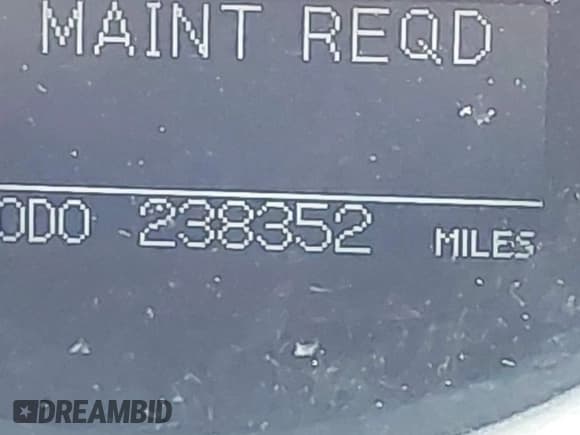 MAINT REQD
ODO 238352 MILES
DREAMBID